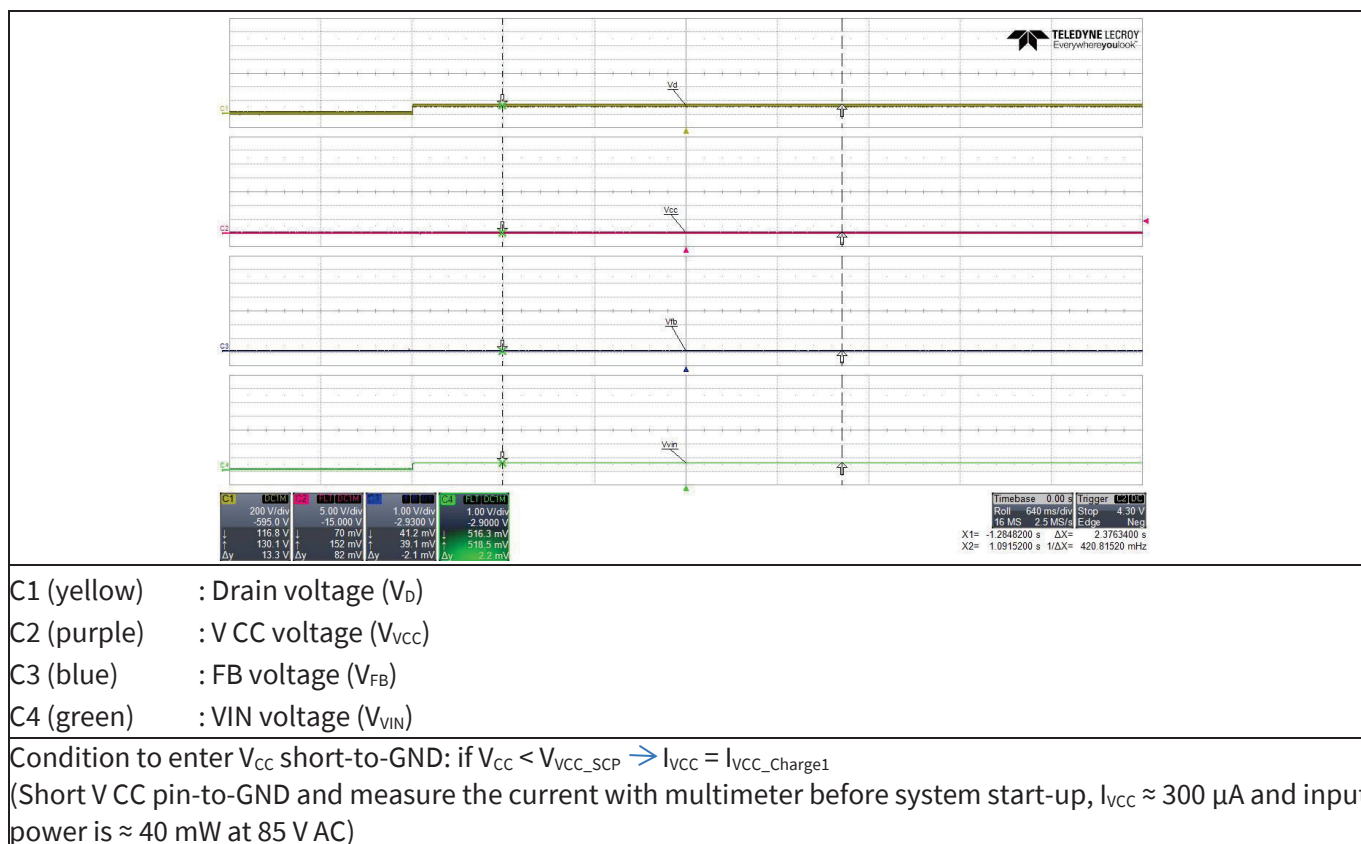 TELEDYNE LECROY
Everywhereyoulook™
Vd
C1
Vcc
C2
Vfb
C3
Vvin
C4
C1 DC1M
200 V/div
-595.0 V
↓ 116.8 V
↑ 130.1 V
Δy 13.3 V
C2 FLT DC1M
5.00 V/div
-15.000 V
↓ 70 mV
↑ 152 mV
Δy 82 mV
C3
1.00 V/div
-2.9300 V
↓ 41.2 mV
↑ 39.1 mV
Δy -2.1 mV
C4 FLT DC1M
1.00 V/div
-2.9000 V
↓ 516.3 mV
↑ 518.5 mV
Δy 2.2 mV
Timebase 0.00 s
Roll 640 ms/div
16 MS 2.5 MS/s
Trigger C2 DC
Stop 4.30 V
Edge Neg
X1= -1.2848200 s ΔX= 2.3763400 s
X2= 1.0915200 s 1/ΔX= 420.81520 mHz
C1 (yellow) : Drain voltage (VD)
C2 (purple) : V CC voltage (VVCC)
C3 (blue) : FB voltage (VFB)
C4 (green) : VIN voltage (VVIN)
Condition to enter VCC short-to-GND: if VCC < VVCC_SCP → IVCC = IVCC_Charge1
(Short V CC pin-to-GND and measure the current with multimeter before system start-up, IVCC ≈ 300 µA and input
power is ≈ 40 mW at 85 V AC)